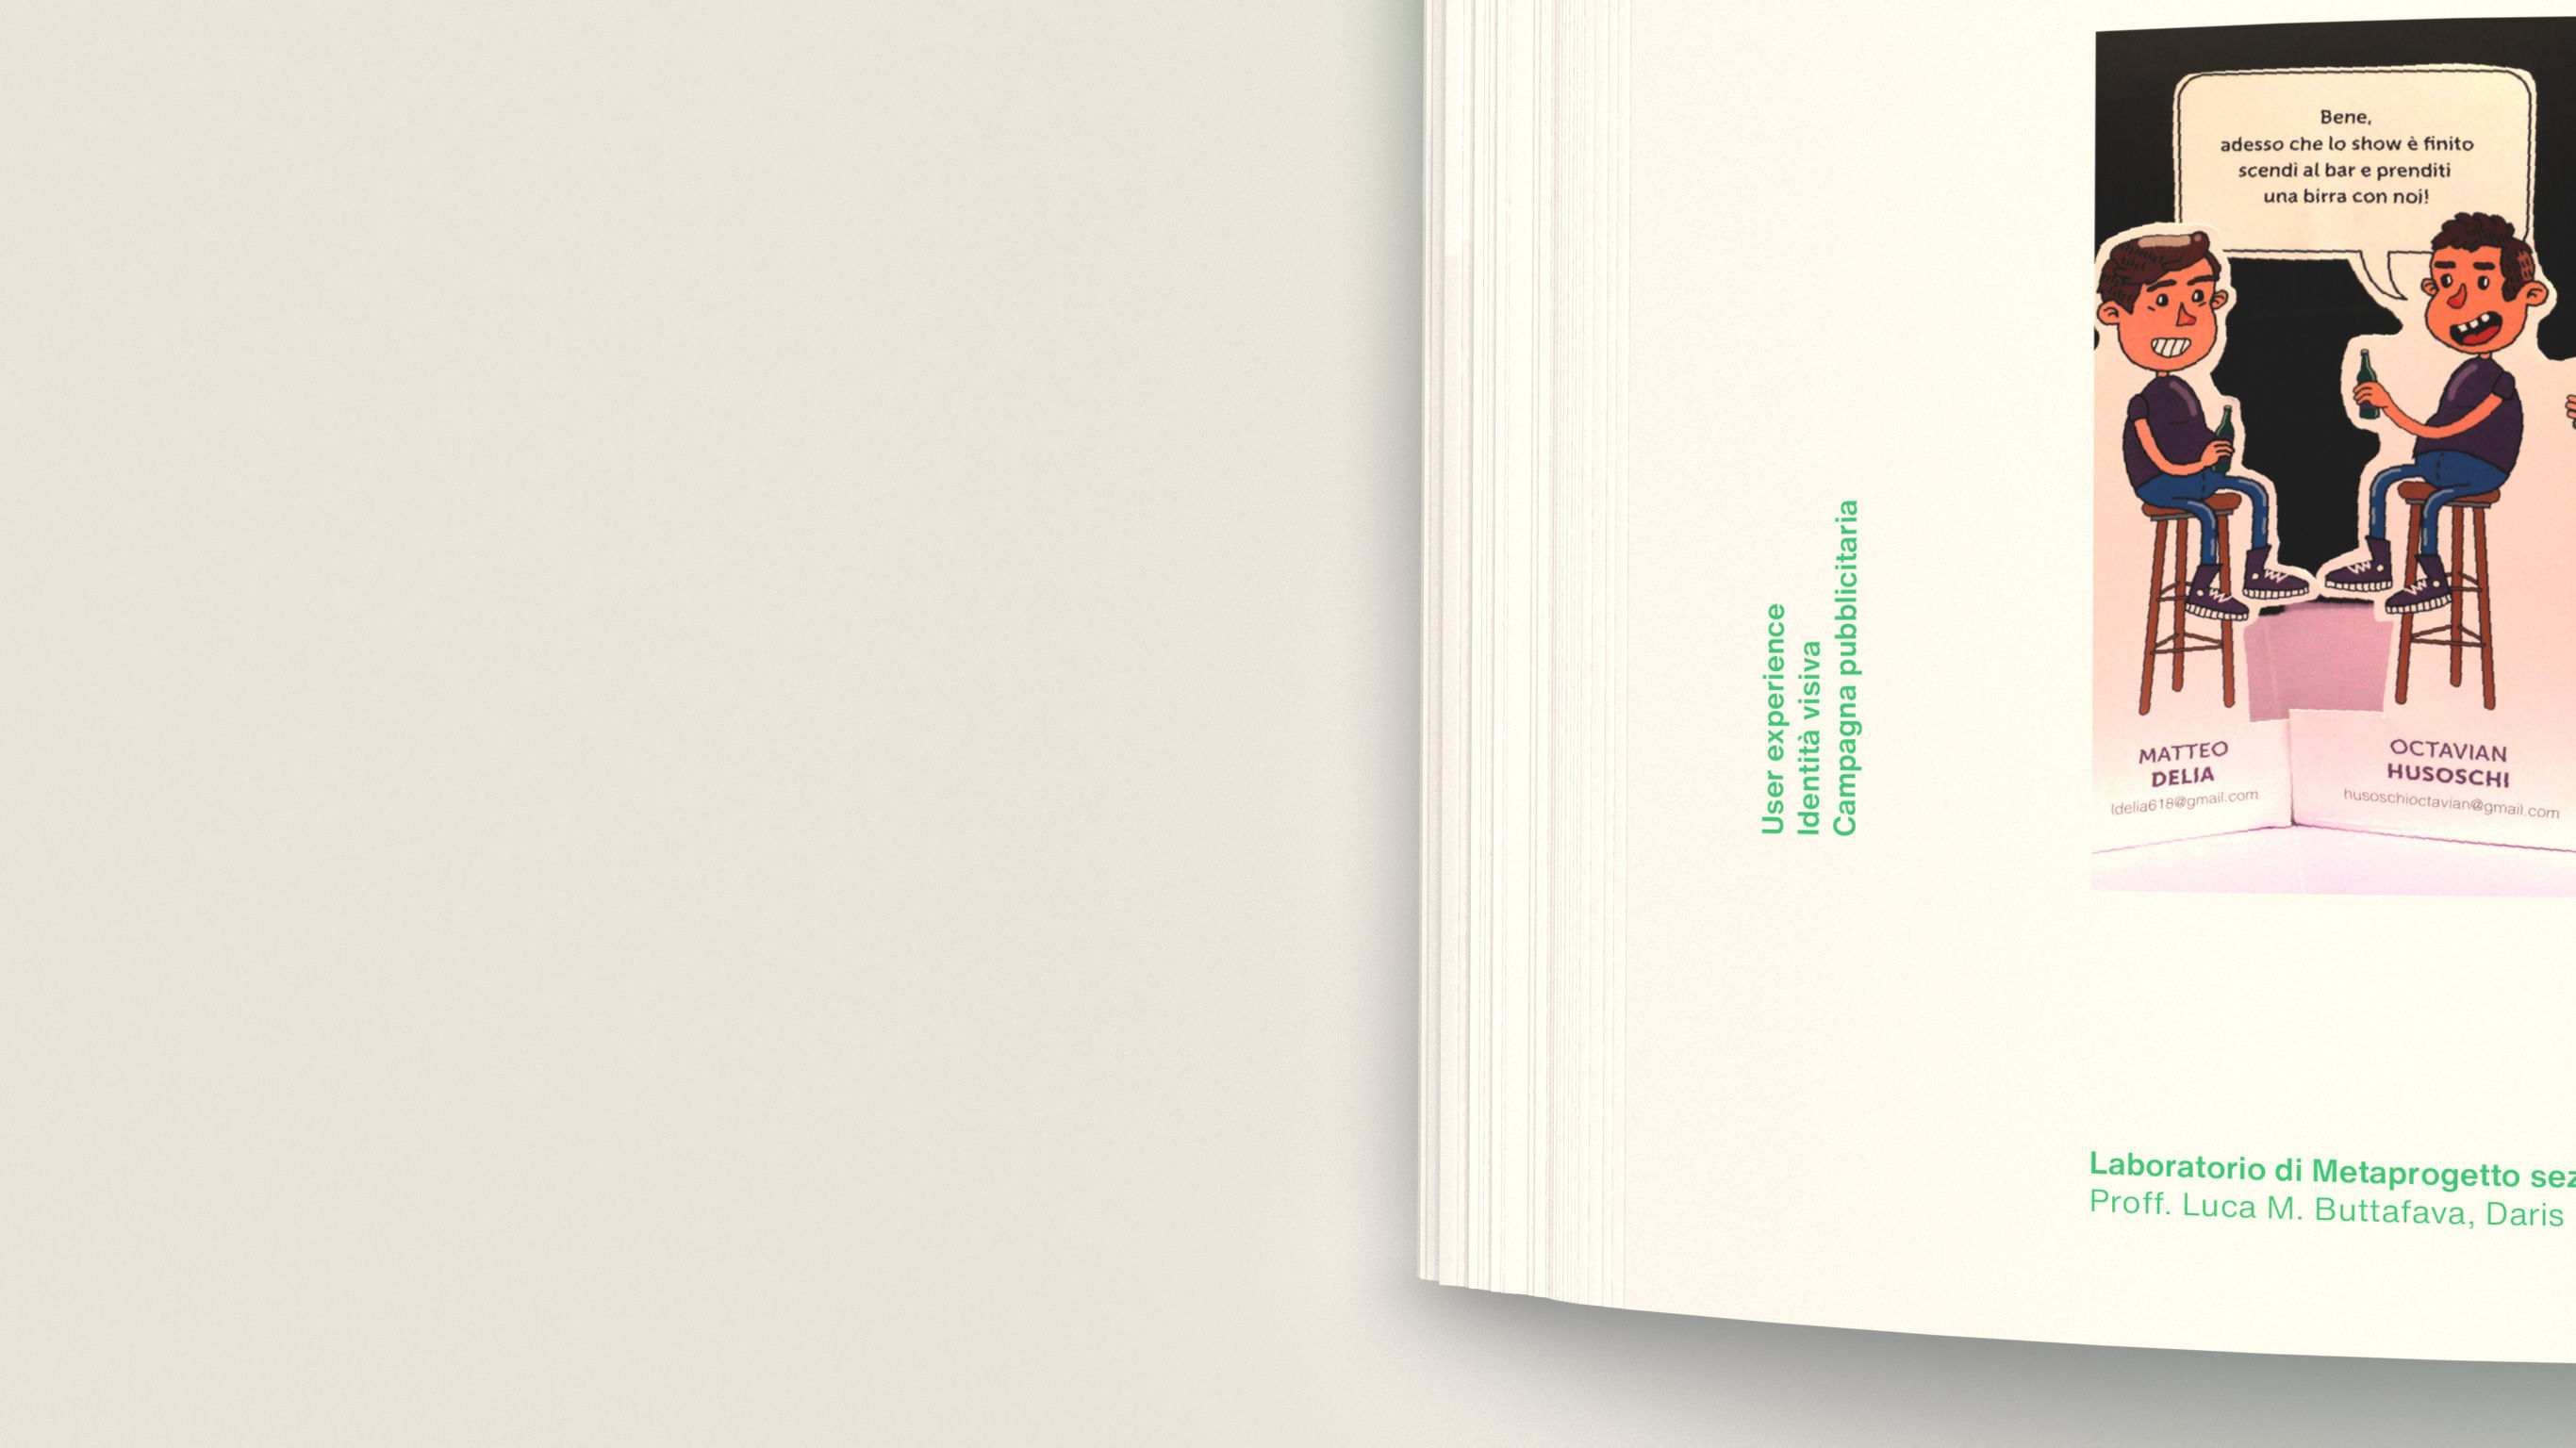 User experience
Identità visiva
Campagna pubblicitaria
Bene,
adesso che lo show è finito
scendi al bar e prenditi
una birra con noi!
MATTEO
DELIA
ldelia618@gmail.com
OCTAVIAN
HUSOSCHI
husoschioctavian@gmail.com
Laboratorio di Metaprogetto sez
Proff. Luca M. Buttafava, Daris